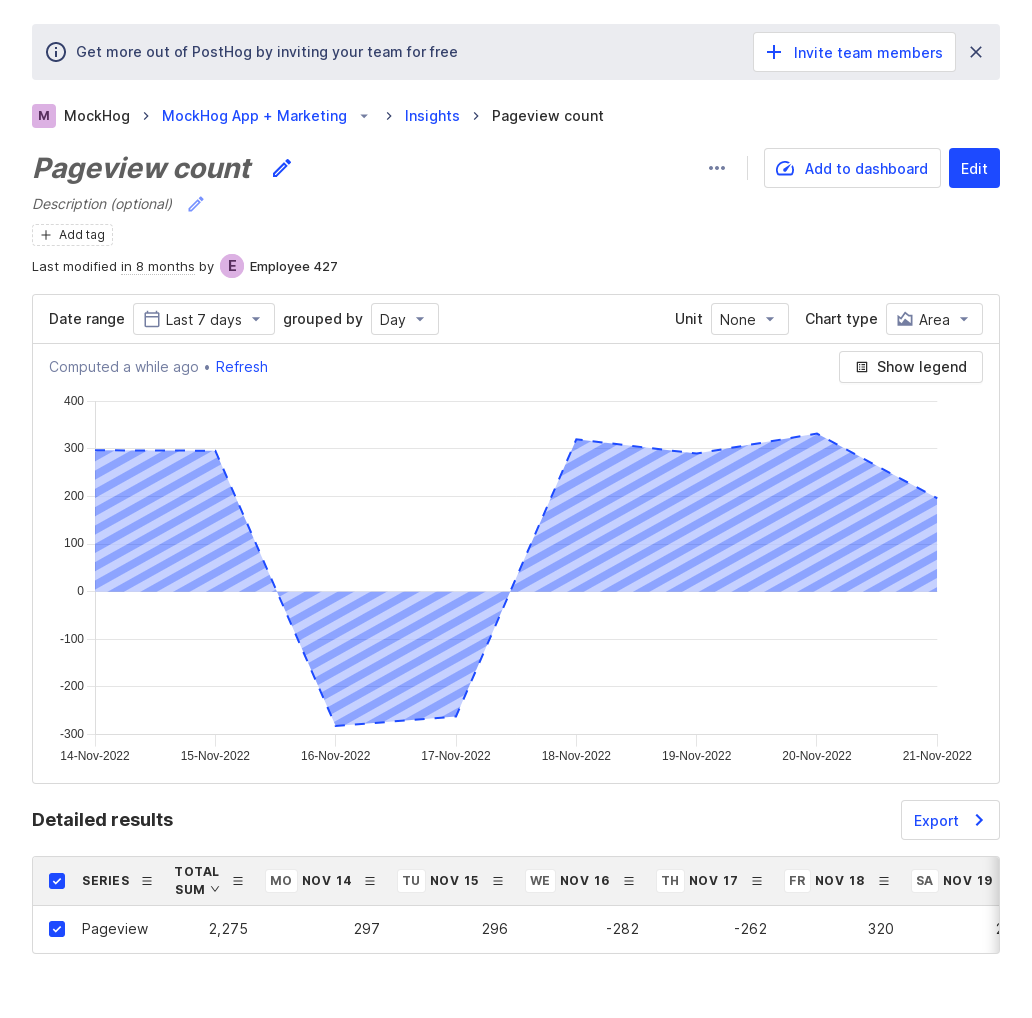 Get more out of PostHog by inviting your team for free
Invite team members
M MockHog MockHog App + Marketing Insights Pageview count
Pageview count
Add to dashboard Edit
Description (optional)
Add tag
Last modified in 8 months by E Employee 427
Date range Last 7 days grouped by Day Unit None Chart type Area
Computed a while ago • Refresh
Show legend
400
300
200
100
0
-100
-200
-300
14-Nov-2022 15-Nov-2022 16-Nov-2022 17-Nov-2022 18-Nov-2022 19-Nov-2022 20-Nov-2022 21-Nov-2022
Detailed results
Export
SERIES TOTAL SUM MO NOV 14 TU NOV 15 WE NOV 16 TH NOV 17 FR NOV 18 SA NOV 19
Pageview 2,275 297 296 -282 -262 320